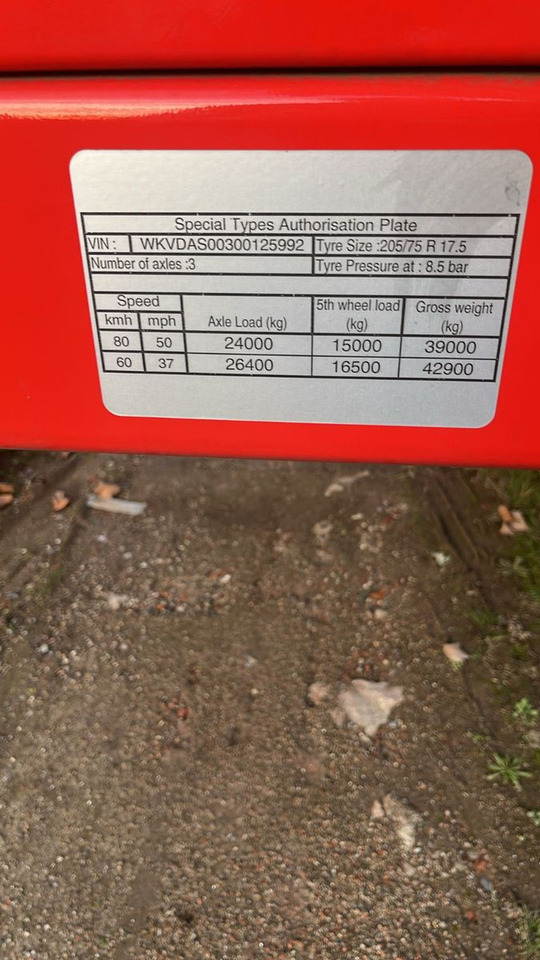 Special Types Authorisation Plate
VIN : WKVDAS00300125992 Tyre Size :205/75 R 17.5
Number of axles :3 Tyre Pressure at : 8.5 bar
Speed Axle Load (kg) 5th wheel load (kg) Gross weight (kg)
kmh mph
80 50 24000 15000 39000
60 37 26400 16500 42900